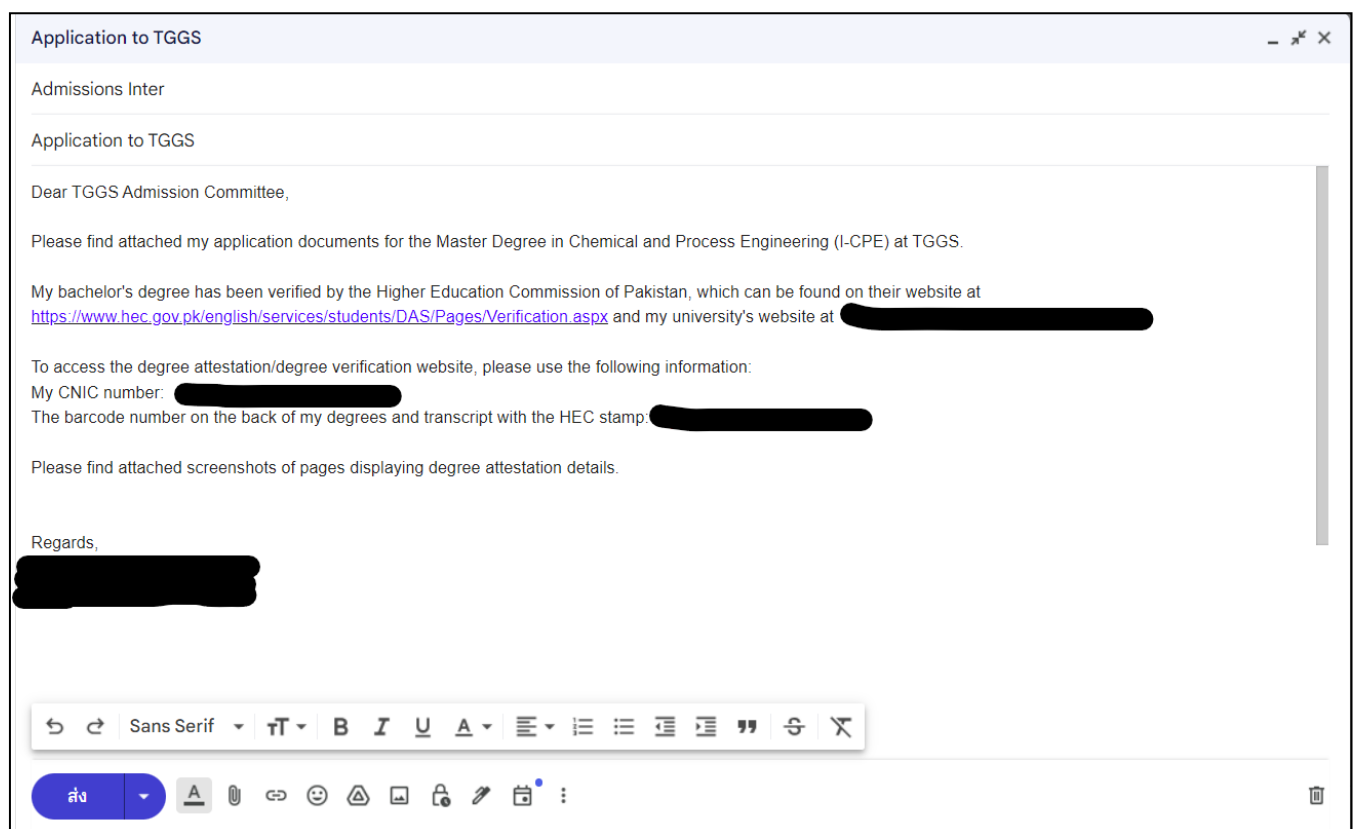 Application to TGGS
Admissions Inter
Application to TGGS
Dear TGGS Admission Committee,
Please find attached my application documents for the Master Degree in Chemical and Process Engineering (I-CPE) at TGGS.
My bachelor's degree has been verified by the Higher Education Commission of Pakistan, which can be found on their website at
https://www.hec.gov.pk/english/services/students/DAS/Pages/Verification.aspx and my university's website at
To access the degree attestation/degree verification website, please use the following information:
My CNIC number:
The barcode number on the back of my degrees and transcript with the HEC stamp:
Please find attached screenshots of pages displaying degree attestation details.
Regards,
Sans Serif
ส่ง